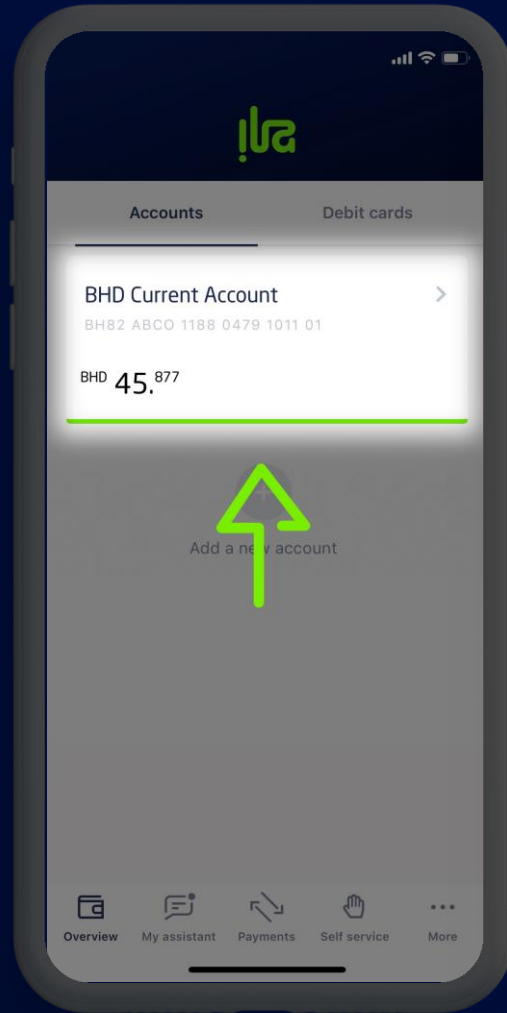 ila
Accounts
Debit cards
BHD Current Account
BH82 ABCO 1188 0479 1011 01
BHD 45.877
Add a new account
Overview
My assistant
Payments
Self service
More